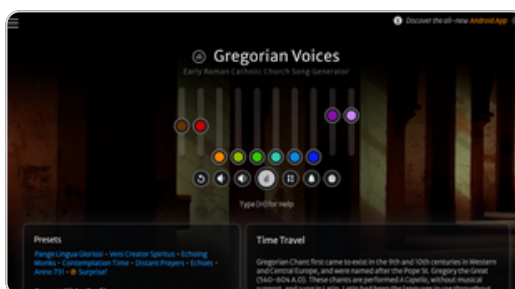 Discover the all-new Android App
Gregorian Voices
Early Roman Catholic Church Song Generator
Type (H) for Help
Presets
Pange Lingua Gloriosi • Veni Creator Spiritus • Echoing
Monks • Contemplation Time • Distant Prayers • Echoes •
Anno 731 • Surprise!
Time Travel
Gregorian Chant first came to exist in the 9th and 10th centuries in Western
and Central Europe, and were named after the Pope St. Gregory the Great
(540–604 A.D). These chants are performed A Capello, without musical